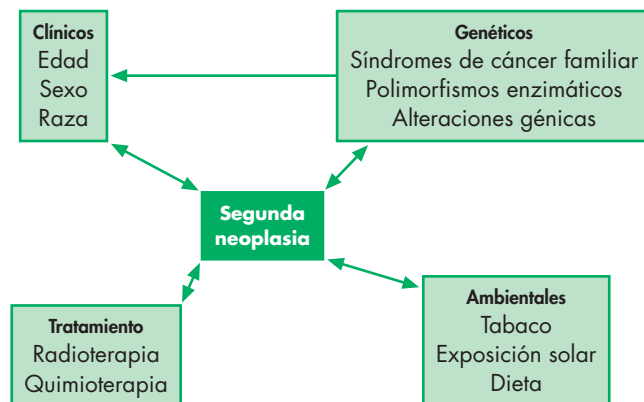 Clínicos
Edad
Sexo
Raza
Genéticos
Síndromes de cáncer familiar
Polimorfismos enzimáticos
Alteraciones génicas
Segunda
neoplasia
Tratamiento
Radioterapia
Quimioterapia
Ambientales
Tabaco
Exposición solar
Dieta